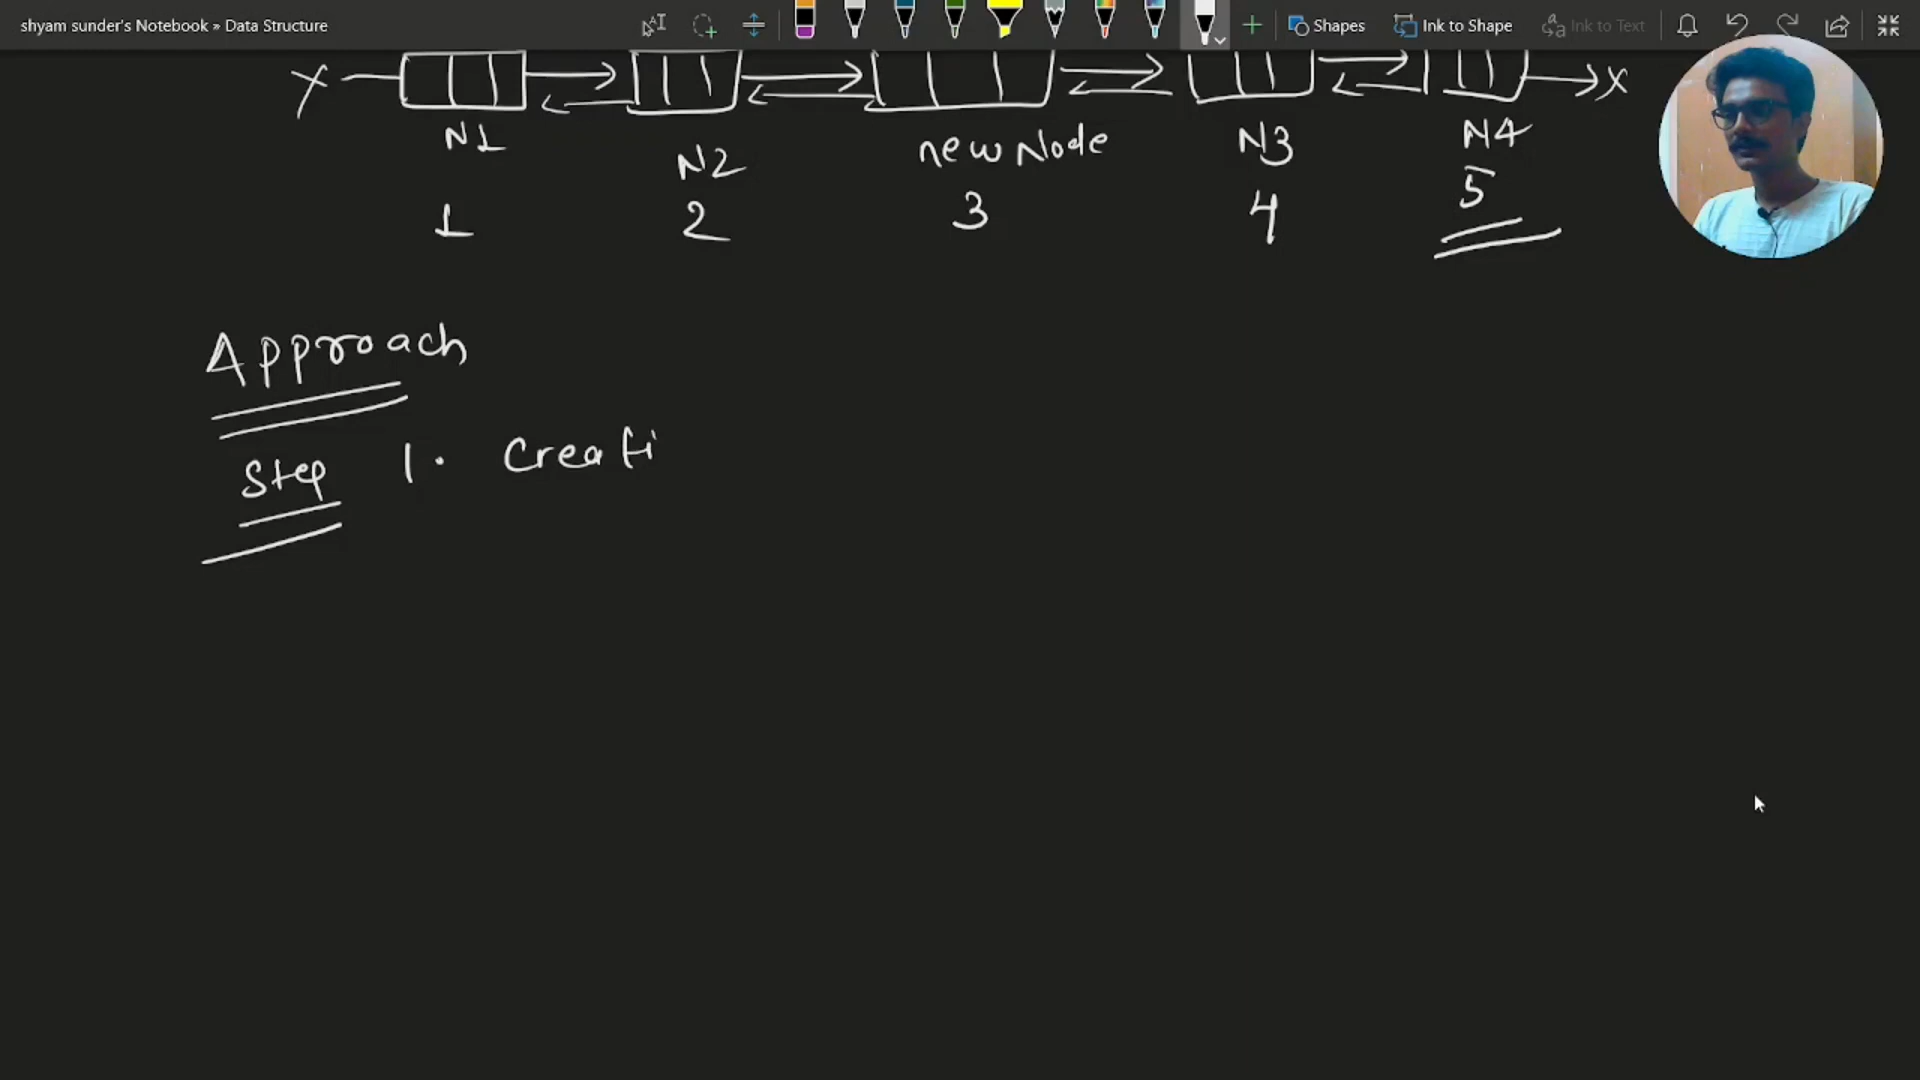 shyam sunder's Notebook » Data Structure
Shapes
Ink to Shape
Ink to Text
X X
N1 N2 new Node N3 N4
1 2 3 4 5
Approach
Step 1. Creati